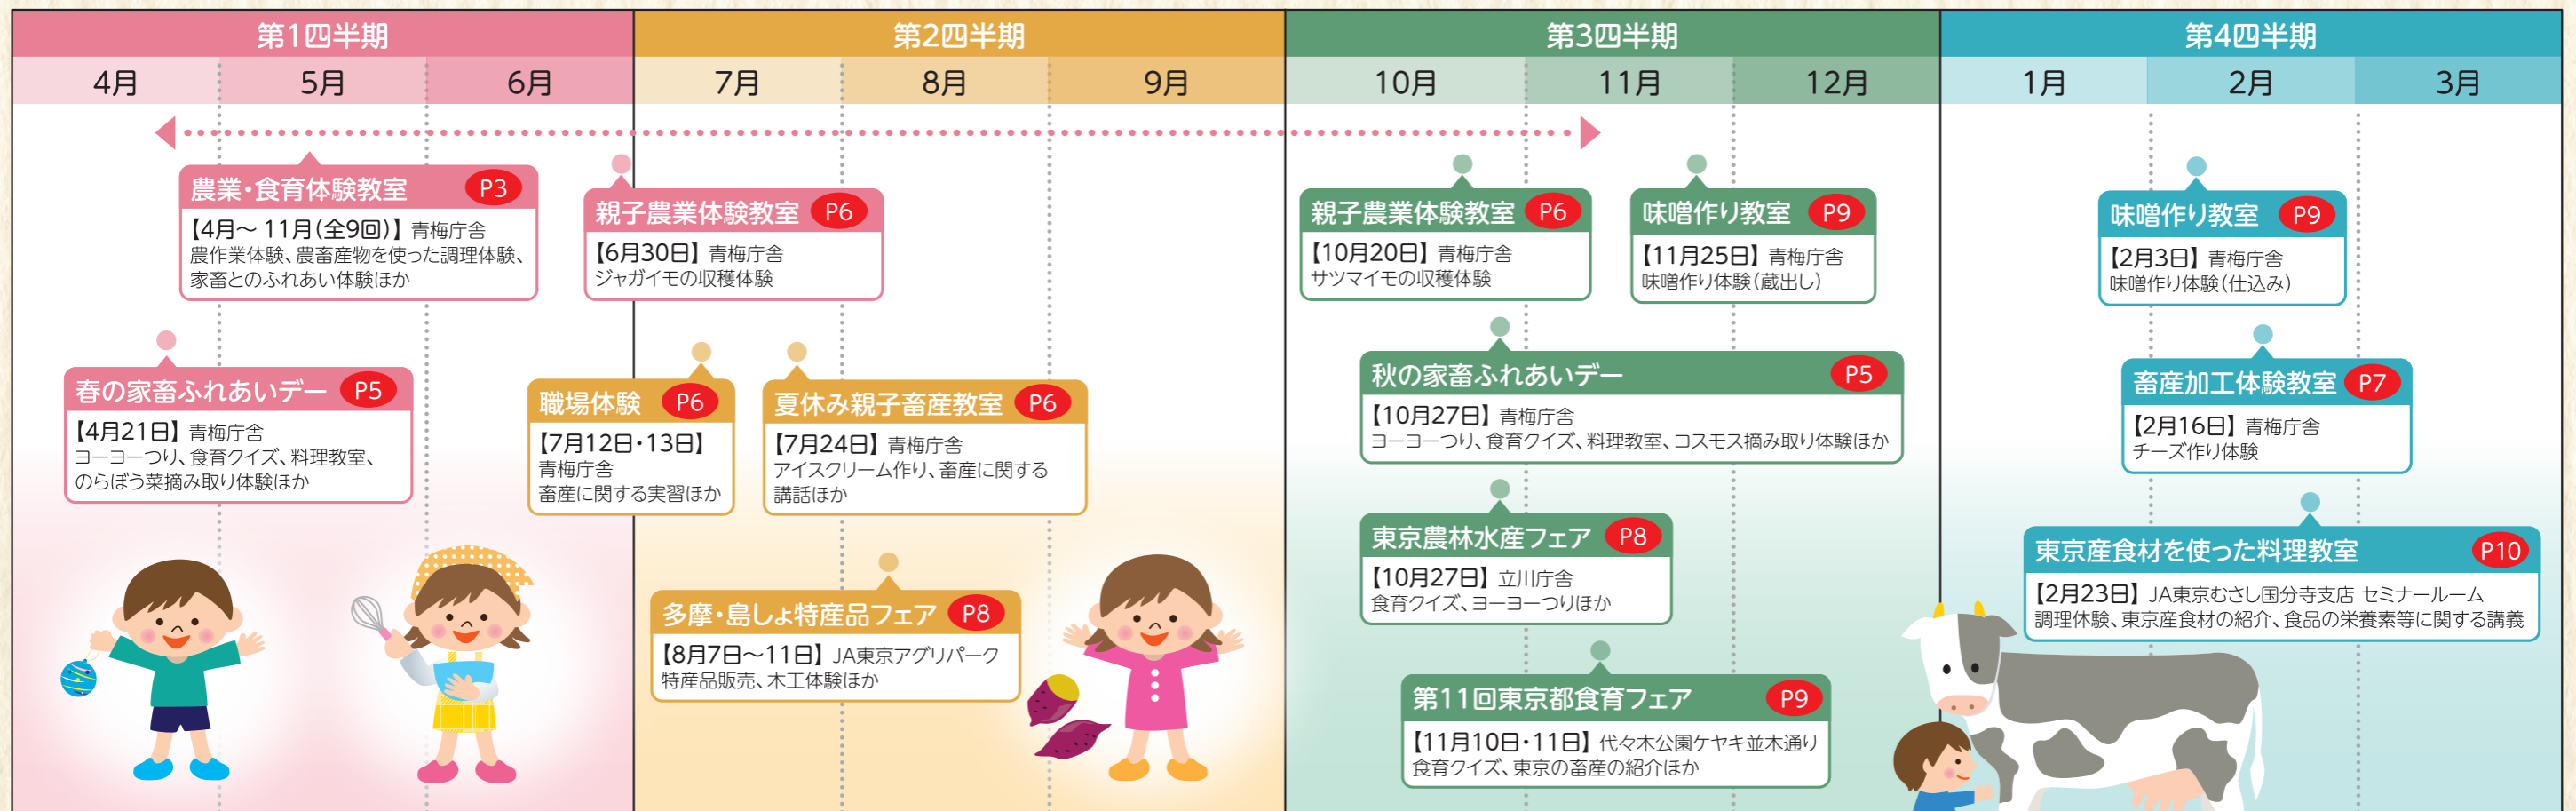 第1四半期
第2四半期
第3四半期
第4四半期
4月
5月
6月
7月
8月
9月
10月
11月
12月
1月
2月
3月
農業・食育体験教室 P3
【4月～11月(全9回)】青梅庁舎
農作業体験、農畜産物を使った調理体験、
家畜とのふれあい体験ほか
親子農業体験教室 P6
【6月30日】青梅庁舎
ジャガイモの収穫体験
春の家畜ふれあいデー P5
【4月21日】青梅庁舎
ヨーヨーつり、食育クイズ、料理教室、
のらぼう菜摘み取り体験ほか
職場体験 P6
【7月12日・13日】
青梅庁舎
畜産に関する実習ほか
夏休み親子畜産教室 P6
【7月24日】青梅庁舎
アイスクリーム作り、畜産に関する
講話ほか
多摩・島しょ特産品フェア P8
【8月7日～11日】JA東京アグリパーク
特産品販売、木工体験ほか
親子農業体験教室 P6
【10月20日】青梅庁舎
サツマイモの収穫体験
味噌作り教室 P9
【11月25日】青梅庁舎
味噌作り体験(蔵出し)
秋の家畜ふれあいデー P5
【10月27日】青梅庁舎
ヨーヨーつり、食育クイズ、料理教室、コスモス摘み取り体験ほか
東京農林水産フェア P8
【10月27日】立川庁舎
食育クイズ、ヨーヨーつりほか
第11回東京都食育フェア P9
【11月10日・11日】代々木公園ケヤキ並木通り
食育クイズ、東京の畜産の紹介ほか
味噌作り教室 P9
【2月3日】青梅庁舎
味噌作り体験(仕込み)
畜産加工体験教室 P7
【2月16日】青梅庁舎
チーズ作り体験
東京産食材を使った料理教室 P10
【2月23日】JA東京むさし国分寺支店 セミナールーム
調理体験、東京産食材の紹介、食品の栄養素等に関する講義